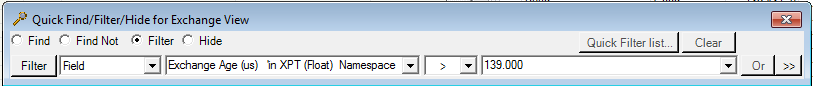 Quick Find/Filter/Hide for Exchange View
Find Find Not Filter Hide Quick Filter list... Clear
Filter Field Exchange Age (us) 'in XPT (Float) Namespace > 139.000 Or >>